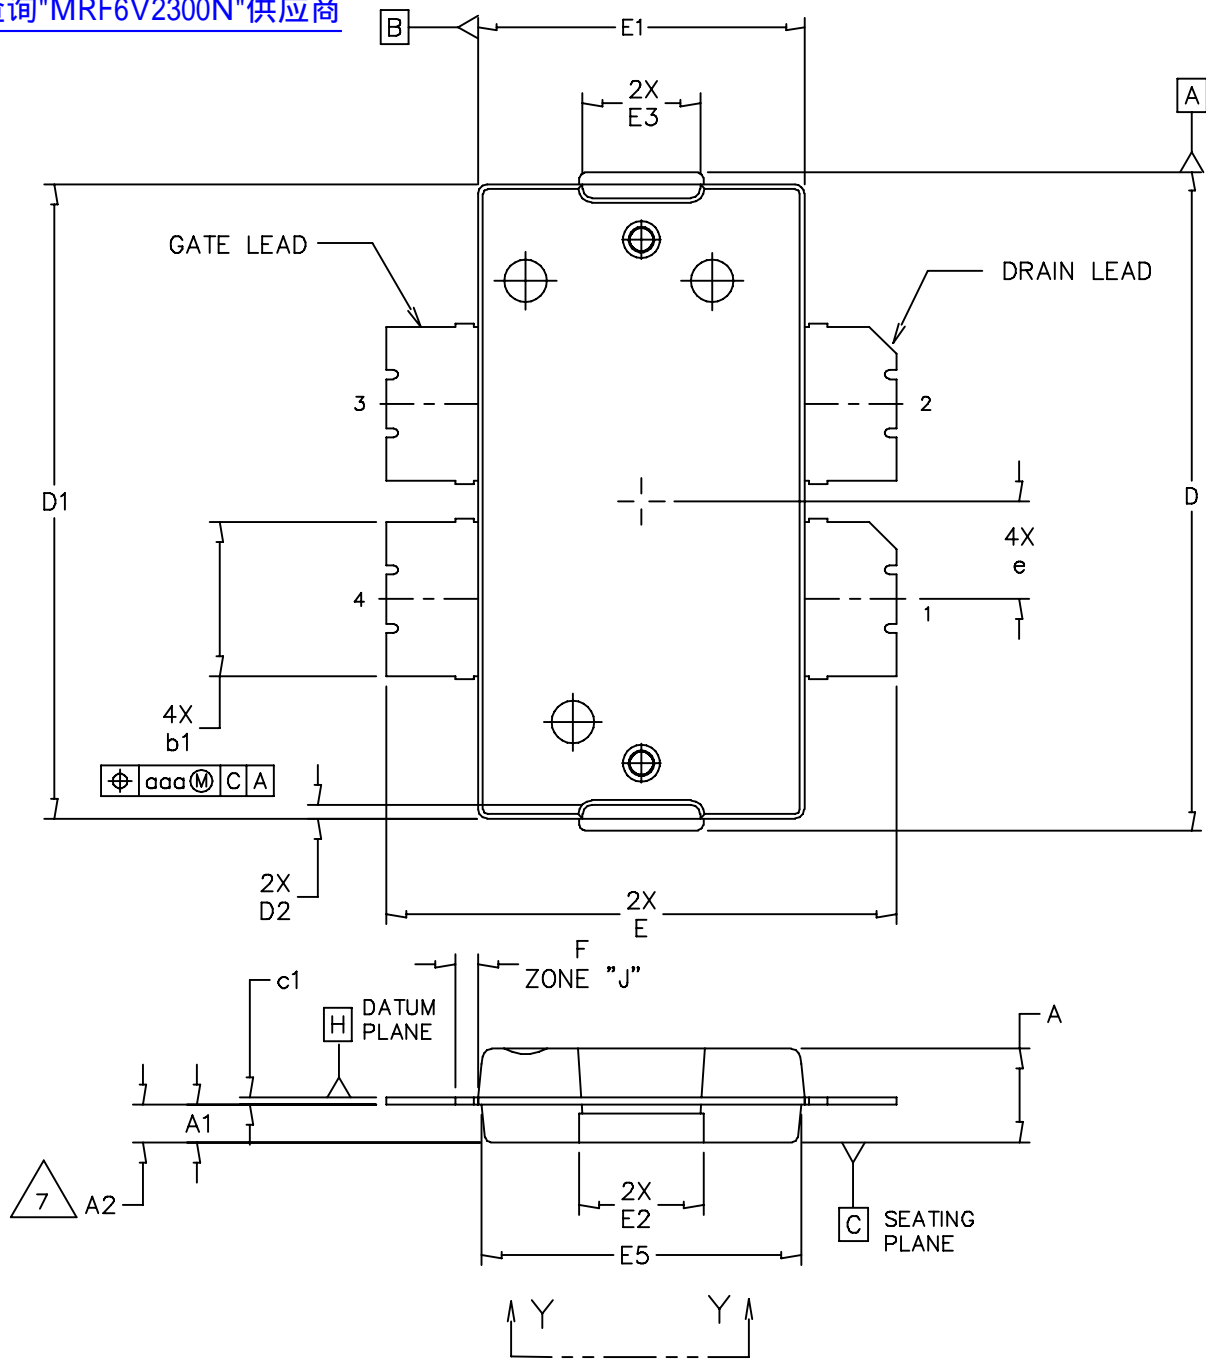 查询"MRF6V2300N"供应商
B
E1
2X
E3
A
GATE LEAD
DRAIN LEAD
3
2
D1
D
4X
e
4
1
4X
b1
⌖ aaa Ⓜ C A
2X
D2
2X
E
F
ZONE "J"
c1
H
DATUM
PLANE
A
A1
7
A2
2X
E2
C
SEATING
PLANE
E5
Y
Y